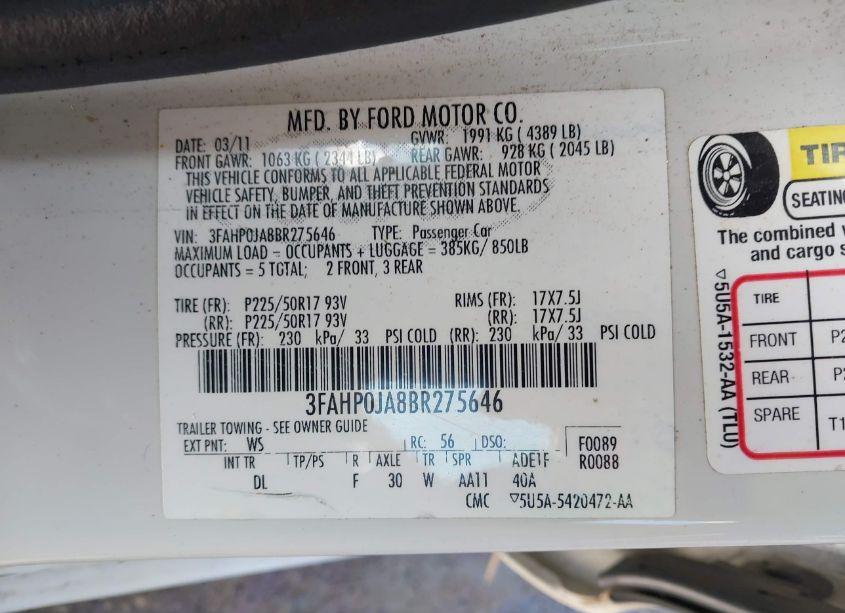 MFD. BY FORD MOTOR CO.
DATE: 03/11 GVWR: 1991 KG ( 4389 LB)
FRONT GAWR: 1063 KG ( 2344 LB) REAR GAWR: 928 KG ( 2045 LB)
THIS VEHICLE CONFORMS TO ALL APPLICABLE FEDERAL MOTOR
VEHICLE SAFETY, BUMPER, AND THEFT PREVENTION STANDARDS
IN EFFECT ON THE DATE OF MANUFACTURE SHOWN ABOVE.
VIN: 3FAHP0JA8BR275646 TYPE: Passenger Car
MAXIMUM LOAD = OCCUPANTS + LUGGAGE = 385KG/ 850LB
OCCUPANTS = 5 TOTAL; 2 FRONT, 3 REAR
TIRE (FR): P225/50R17 93V RIMS (FR): 17X7.5J
(RR): P225/50R17 93V (RR): 17X7.5J
PRESSURE (FR): 230 kPa/ 33 PSI COLD (RR): 230 kPa/ 33 PSI COLD
3FAHP0JA8BR275646
TRAILER TOWING - SEE OWNER GUIDE
EXT PNT: WS RC: 56 DSO: F0089
INT TR TP/PS R AXLE TR SPR ADE1F R0088
DL F 30 W AA11 40A
CMC ▽5U5A-5420472-AA
TIR
SEATING
The combined
and cargo s
TIRE
FRONT P2
REAR P2
SPARE T1
▽5U5A-1532-AA (TLU)